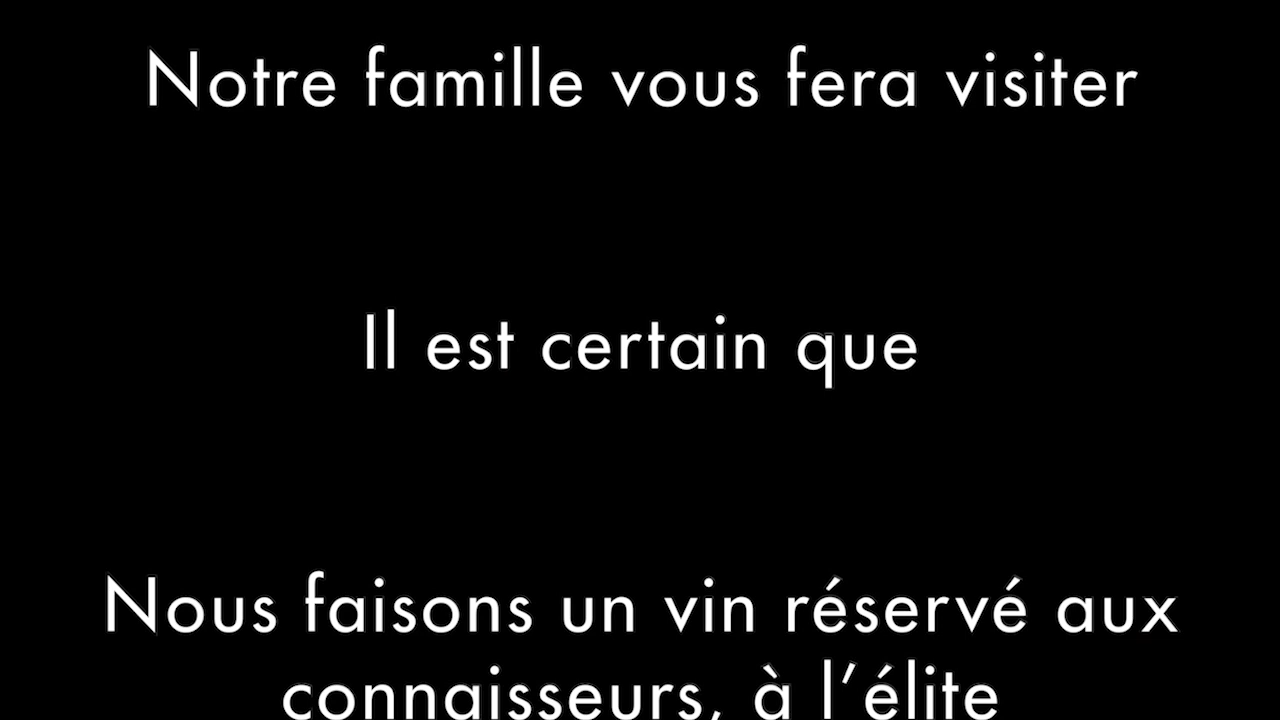 Notre famille vous fera visiter
Il est certain que
Nous faisons un vin réservé aux
connaisseurs, à l’élite